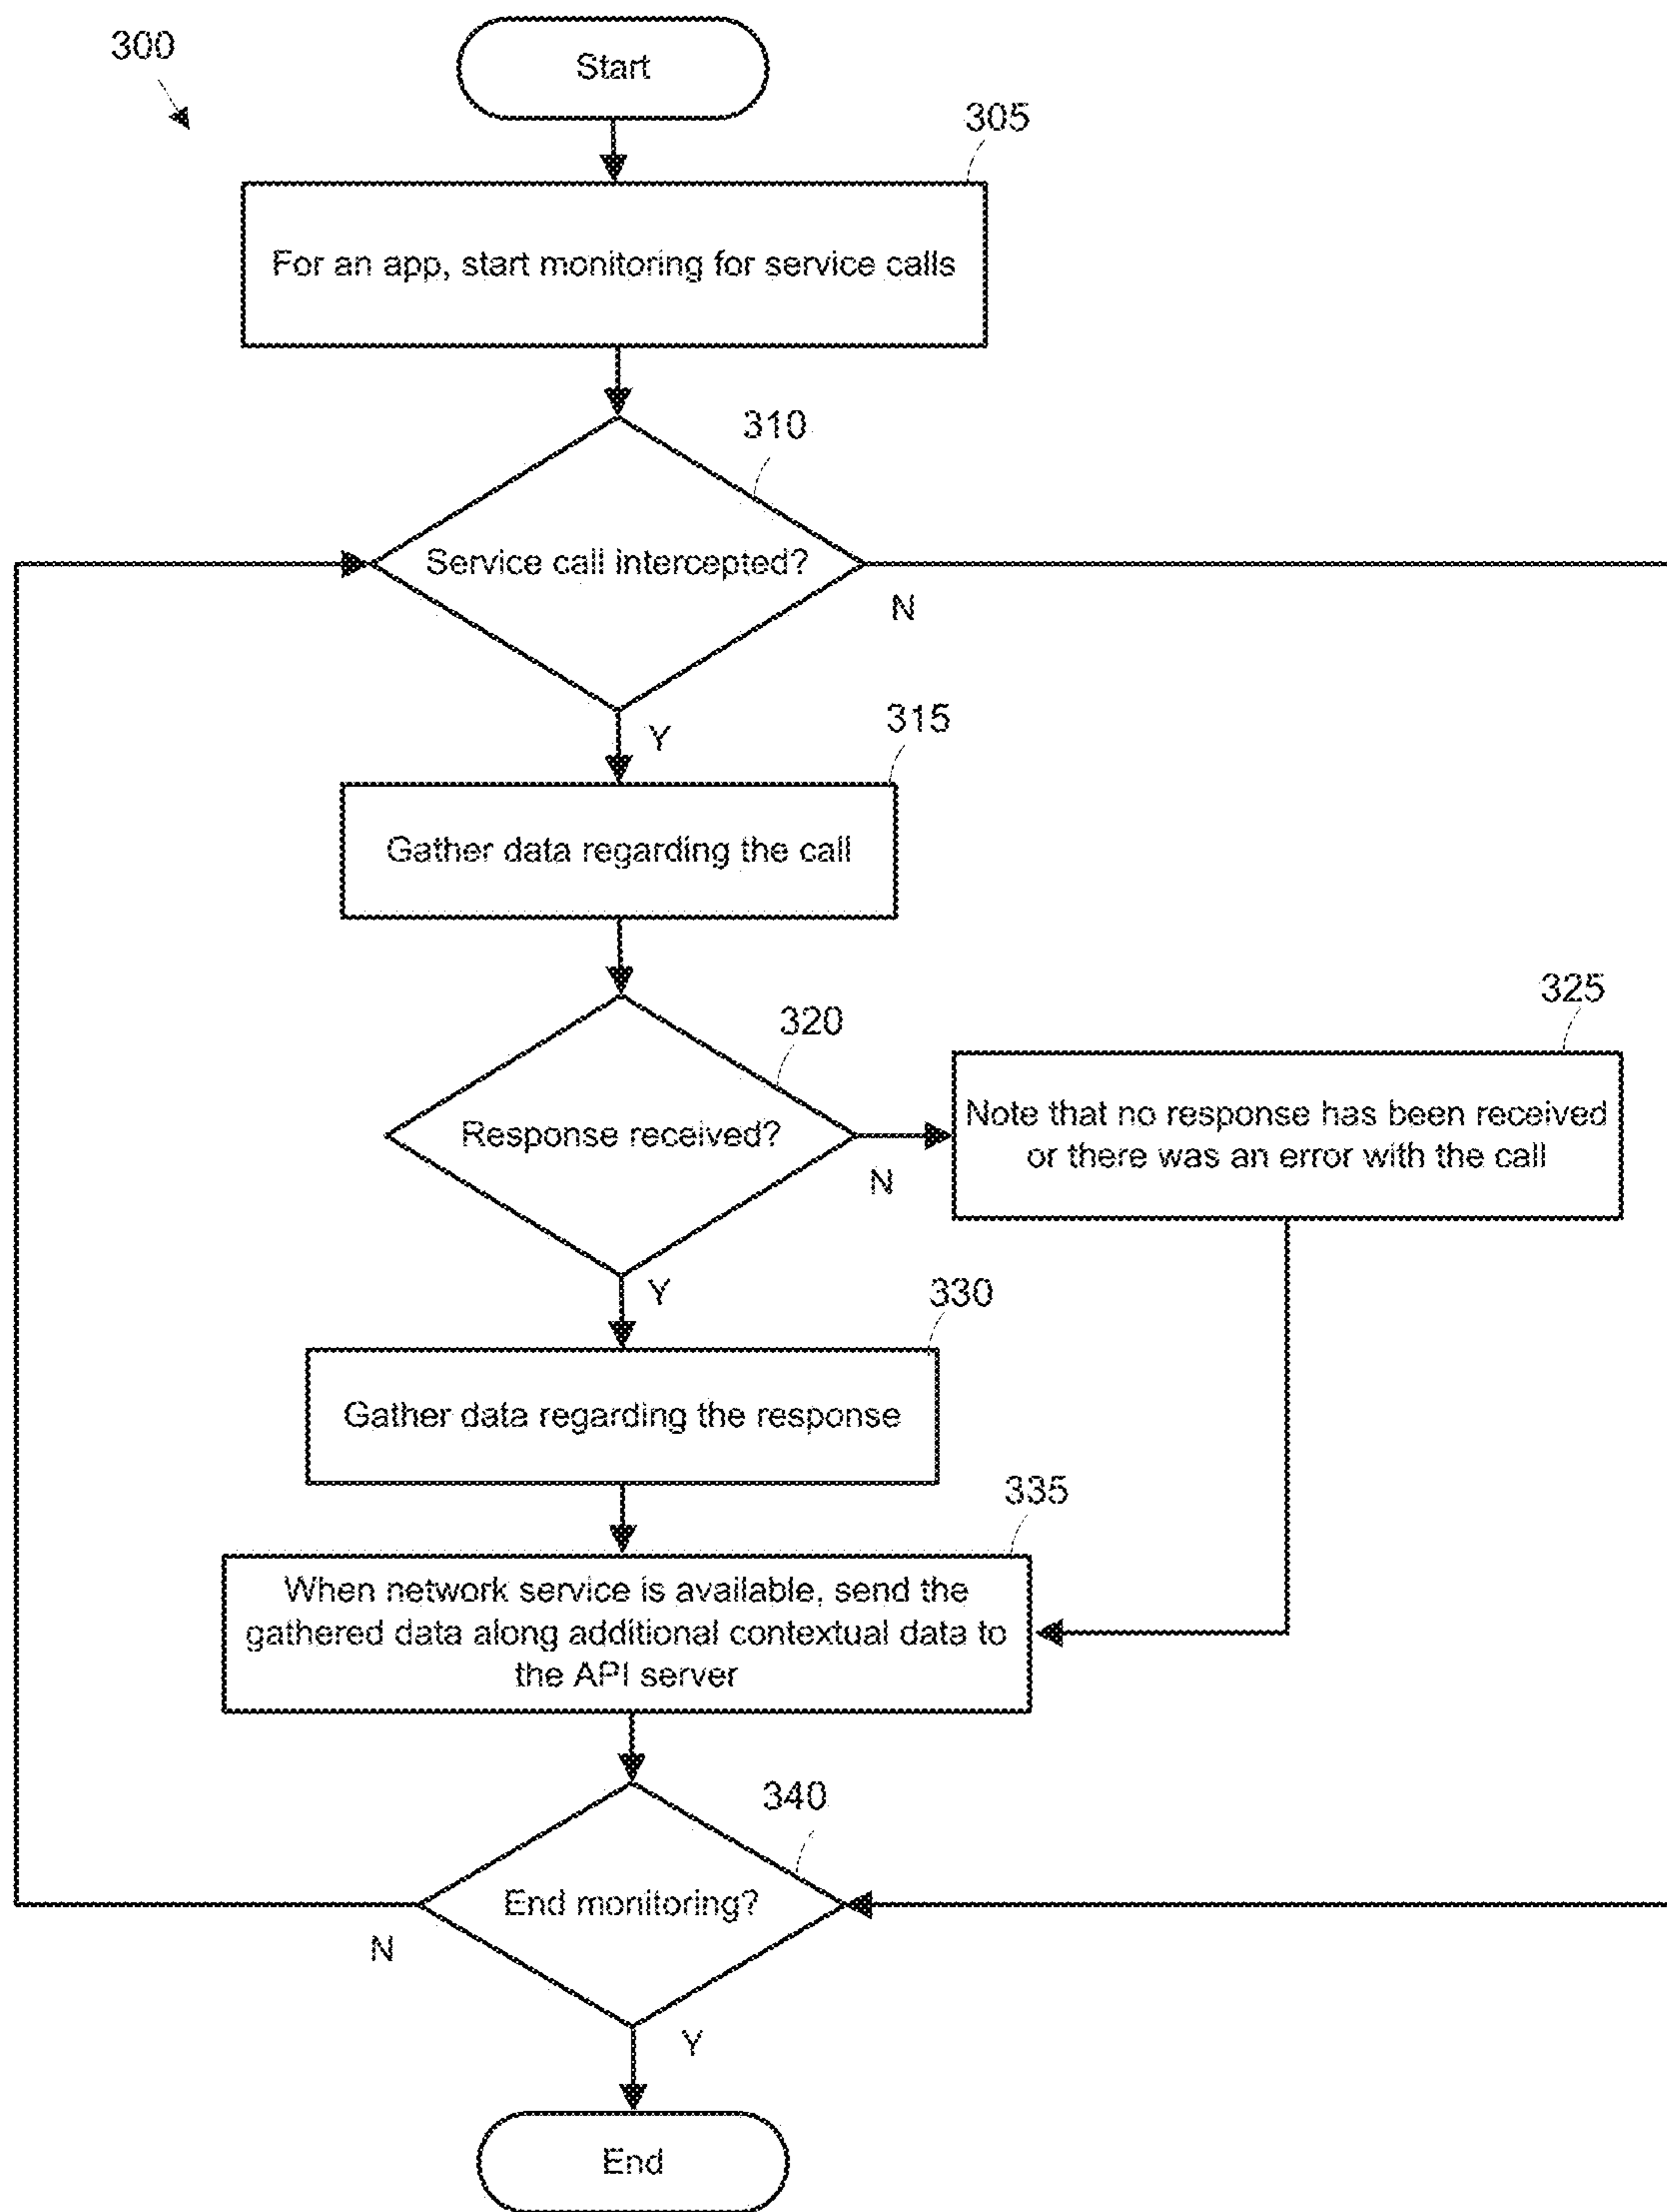 300
Start
305
For an app, start monitoring for service calls
310
Service call intercepted?
N
Y
315
Gather data regarding the call
320
Response received?
N
325
Note that no response has been received
or there was an error with the call
Y
330
Gather data regarding the response
335
When network service is available, send the
gathered data along additional contextual data to
the API server
340
End monitoring?
N
Y
End